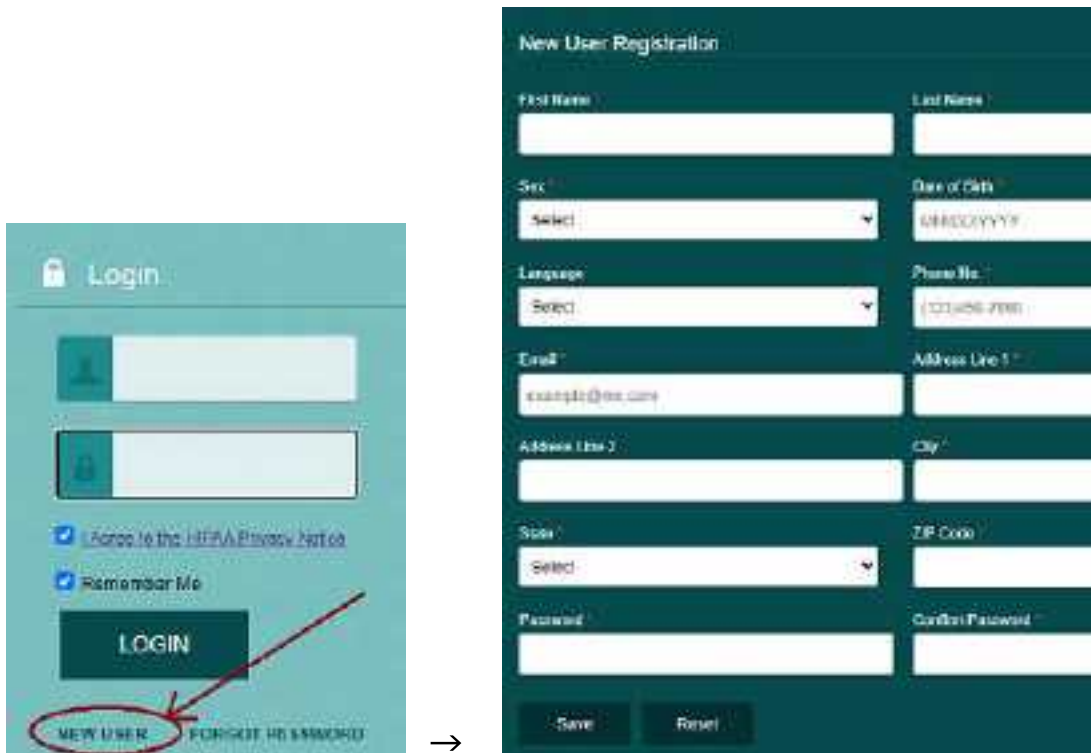 New User Registration
First Name * Last Name *
Sex * Date of Birth *
Select MM/DD/YYYY
Login
Language Phone No. *
Select
Email * Address Line 1 *
example@me.com
Address Line 2 City *
I Agree to the HIPAA Privacy Notice
State * ZIP Code *
Select
Remember Me
Password * Confirm Password *
LOGIN
Save Reset
NEW USER FORGOT PASSWORD
→